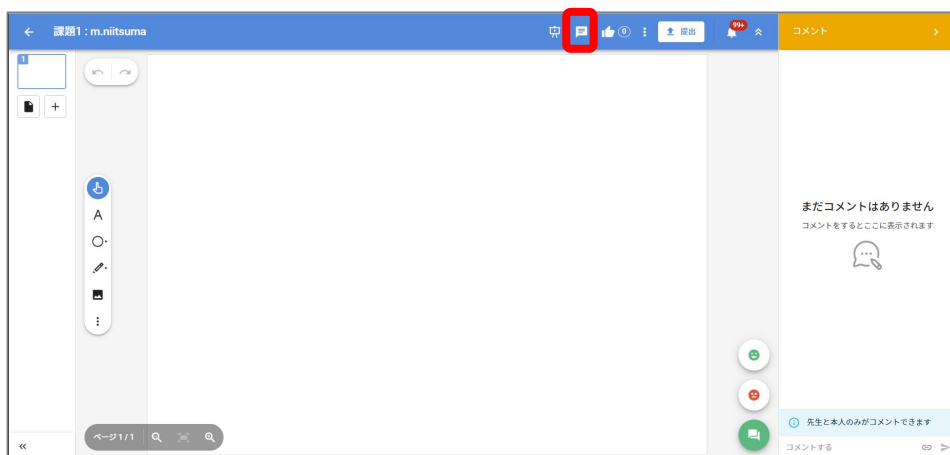 課題1 : m.niitsuma
0
提出
99+
コメント
1
A
まだコメントはありません
コメントをするとここに表示されます
先生と本人のみがコメントできます
ページ 1 / 1
コメントする